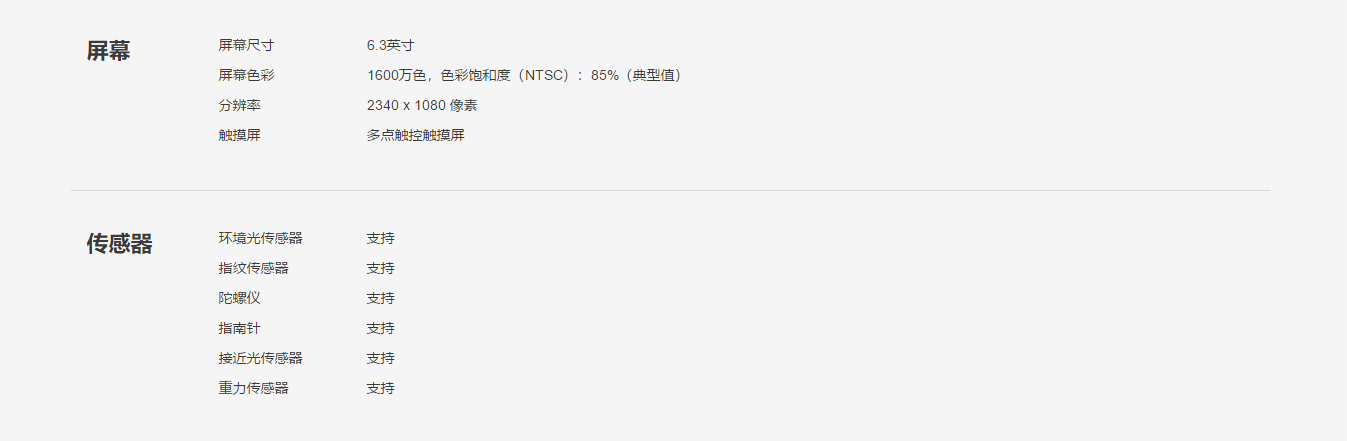 屏幕
屏幕尺寸 6.3英寸
屏幕色彩 1600万色，色彩饱和度（NTSC）：85%（典型值）
分辨率 2340 x 1080 像素
触摸屏 多点触控触摸屏
传感器
环境光传感器 支持
指纹传感器 支持
陀螺仪 支持
指南针 支持
接近光传感器 支持
重力传感器 支持